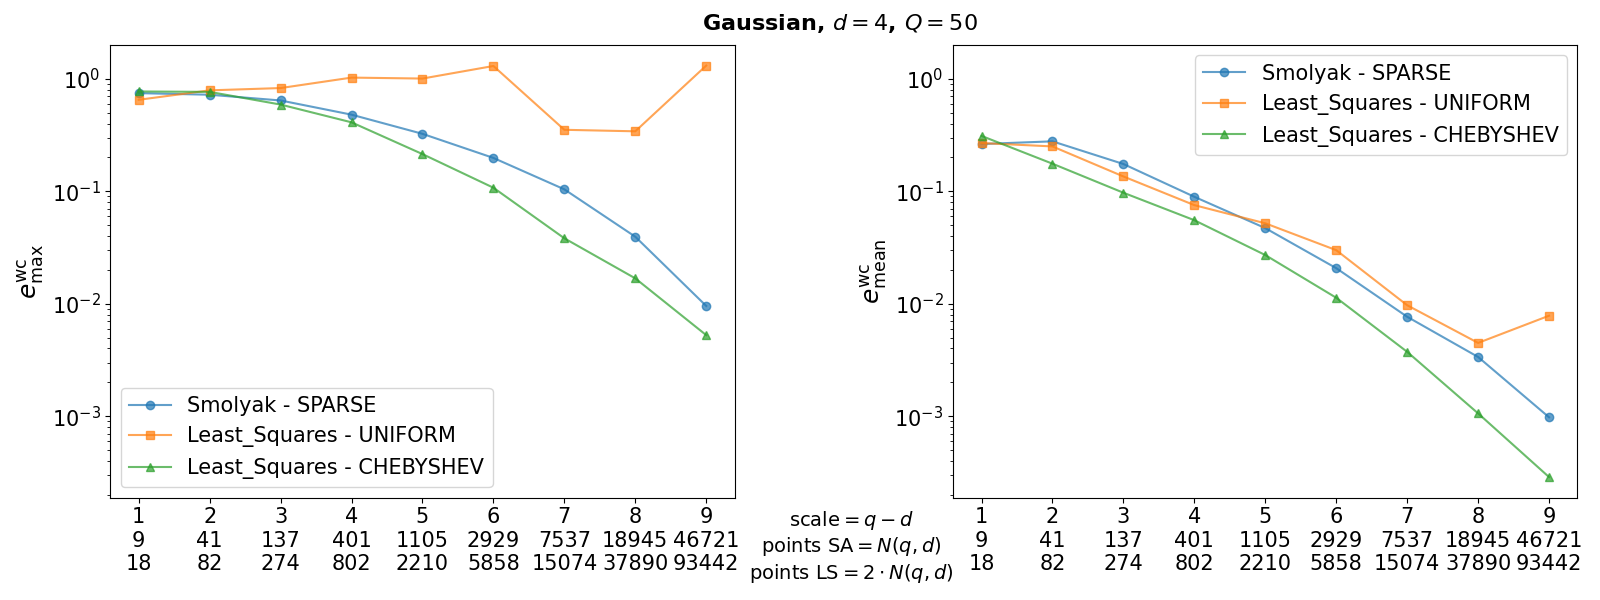 Gaussian, d = 4, Q = 50
10^0
10^-1
10^-2
10^-3
e^wc_max
Smolyak - SPARSE
Least_Squares - UNIFORM
Least_Squares - CHEBYSHEV
1 2 3 4 5 6 7 8 9
9 41 137 401 1105 2929 7537 18945 46721
18 82 274 802 2210 5858 15074 37890 93442
scale = q − d
points SA = N(q, d)
points LS = 2 · N(q, d)
10^0
10^-1
10^-2
10^-3
e^wc_mean
Smolyak - SPARSE
Least_Squares - UNIFORM
Least_Squares - CHEBYSHEV
1 2 3 4 5 6 7 8 9
9 41 137 401 1105 2929 7537 18945 46721
18 82 274 802 2210 5858 15074 37890 93442